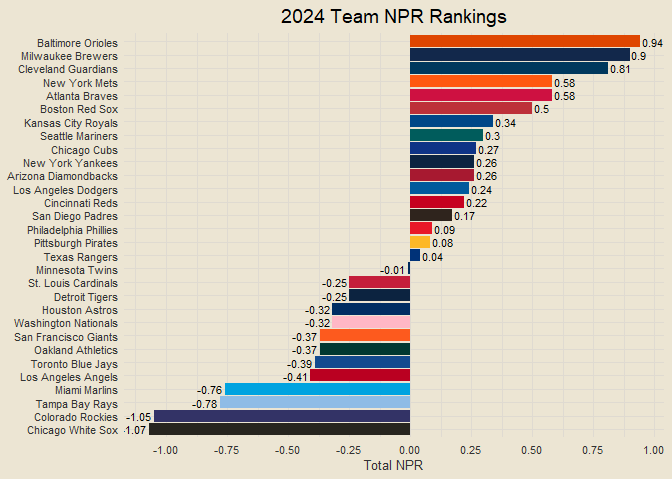 2024 Team NPR Rankings
Baltimore Orioles 0.94
Milwaukee Brewers 0.9
Cleveland Guardians 0.81
New York Mets 0.58
Atlanta Braves 0.58
Boston Red Sox 0.5
Kansas City Royals 0.34
Seattle Mariners 0.3
Chicago Cubs 0.27
New York Yankees 0.26
Arizona Diamondbacks 0.26
Los Angeles Dodgers 0.24
Cincinnati Reds 0.22
San Diego Padres 0.17
Philadelphia Phillies 0.09
Pittsburgh Pirates 0.08
Texas Rangers 0.04
Minnesota Twins -0.01
St. Louis Cardinals -0.25
Detroit Tigers -0.25
Houston Astros -0.32
Washington Nationals -0.32
San Francisco Giants -0.37
Oakland Athletics -0.37
Toronto Blue Jays -0.39
Los Angeles Angels -0.41
Miami Marlins -0.76
Tampa Bay Rays -0.78
Colorado Rockies -1.05
Chicago White Sox -1.07
-1.00 -0.75 -0.50 -0.25 0.00 0.25 0.50 0.75 1.00
Total NPR